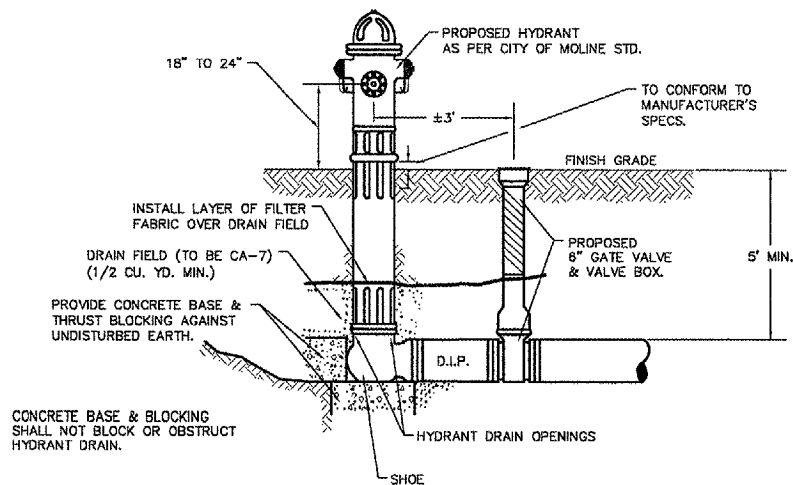 PROPOSED HYDRANT
AS PER CITY OF MOLINE STD.
18" TO 24"
TO CONFORM TO
MANUFACTURER'S
SPECS.
±3'
FINISH GRADE
INSTALL LAYER OF FILTER
FABRIC OVER DRAIN FIELD
DRAIN FIELD (TO BE CA-7)
(1/2 CU. YD. MIN.)
PROPOSED
6" GATE VALVE
& VALVE BOX.
5' MIN.
PROVIDE CONCRETE BASE &
THRUST BLOCKING AGAINST
UNDISTURBED EARTH.
D.I.P.
CONCRETE BASE & BLOCKING
SHALL NOT BLOCK OR OBSTRUCT
HYDRANT DRAIN.
HYDRANT DRAIN OPENINGS
SHOE